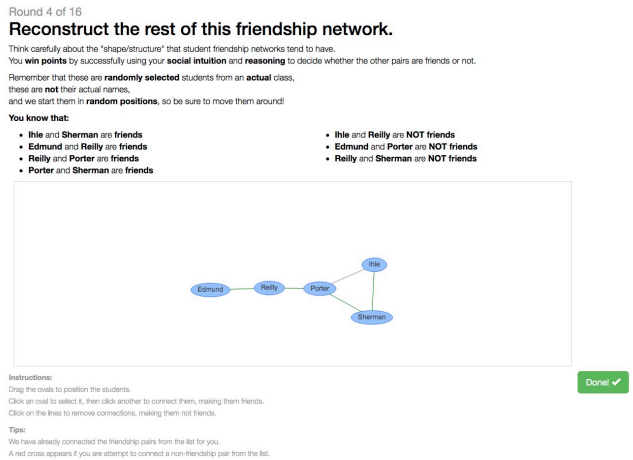 Round 4 of 16
Reconstruct the rest of this friendship network.
Think carefully about the "shape/structure" that student friendship networks tend to have.
You win points by successfully using your social intuition and reasoning to decide whether the other pairs are friends or not.
Remember that these are randomly selected students from an actual class,
these are not their actual names,
and we start them in random positions, so be sure to move them around!
You know that:
• Ihle and Sherman are friends
• Edmund and Reilly are friends
• Reilly and Porter are friends
• Porter and Sherman are friends
• Ihle and Reilly are NOT friends
• Edmund and Porter are NOT friends
• Reilly and Sherman are NOT friends
Ihle
Edmund
Reilly
Porter
Sherman
Instructions:
Drag the ovals to position the students.
Click an oval to select it, then click another to connect them, making them friends.
Click on the lines to remove connections, making them not friends.
Done! ✓
Tips:
We have already connected the friendship pairs from the list for you.
A red cross appears if you are attempt to connect a non-friendship pair from the list.